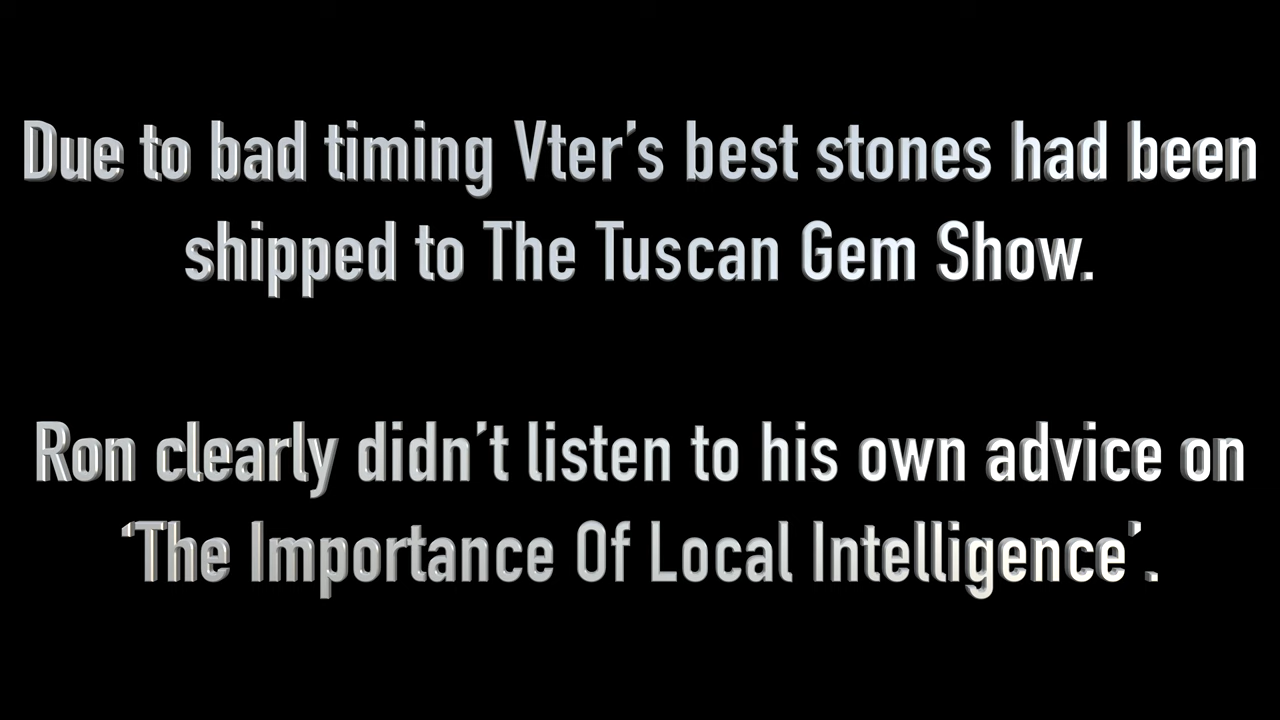 Due to bad timing Vter's best stones had been
shipped to The Tuscan Gem Show.
Ron clearly didn't listen to his own advice on
‘The Importance Of Local Intelligence’.